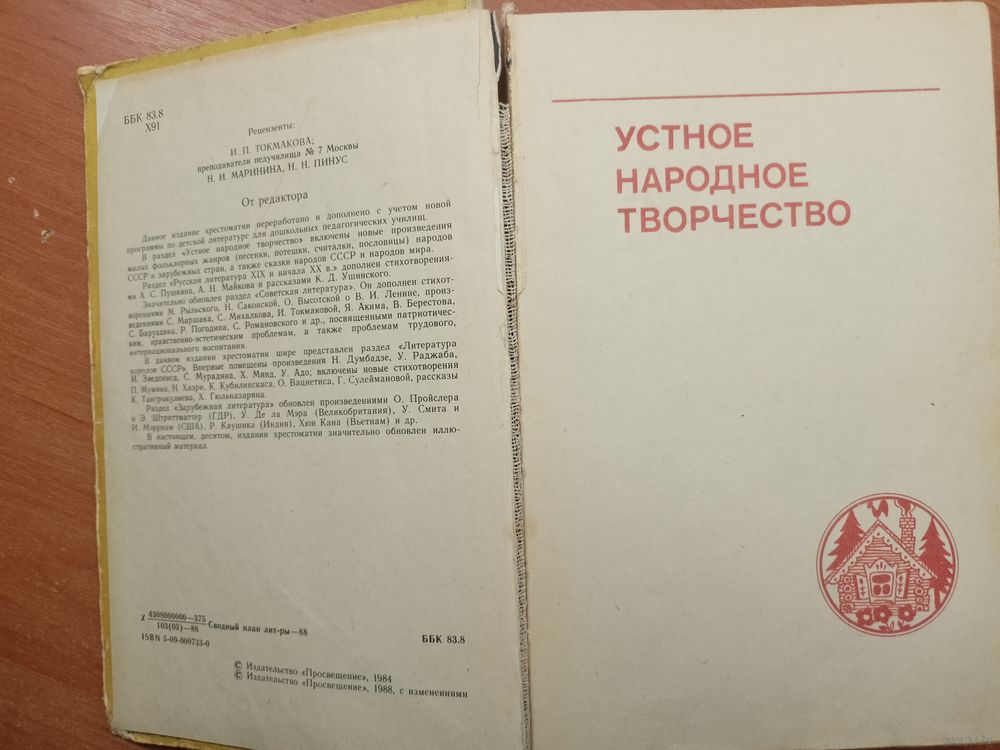 ББК 83.8
Х91
Рецензенты:
И. П. ТОКМАКОВА;
преподаватели педучилища № 7 Москвы
Н. И. МАРИНИНА, Н. Н. ПИНУС
От редактора
Данное издание хрестоматии переработано и дополнено с учетом новой
программы по детской литературе для дошкольных педагогических училищ.
В раздел «Устное народное творчество» включены новые произведения
малых фольклорных жанров (песенки, потешки, считалки, пословицы) народов
СССР и зарубежных стран, а также сказки народов СССР и народов мира.
Раздел «Русская литература XIX и начала XX в.» дополнен стихотворения-
ми А. С. Пушкина, А. Н. Майкова и рассказами К. Д. Ушинского.
Значительно обновлен раздел «Советская литература». Он дополнен стихот-
ворениями М. Рыльского, Н. Саконской, О. Высотской о В. И. Ленине, произ-
ведениями С. Маршака, С. Михалкова, И. Токмаковой, Я. Акима, В. Берестова,
С. Баруздина, Р. Погодина, С. Романовского и др., посвященными патриотичес-
ким, нравственно-эстетическим проблемам, а также проблемам трудового,
интернационального воспитания.
В данном издании хрестоматии шире представлен раздел «Литература
народов СССР». Впервые помещены произведения Н. Думбадзе, У. Раджаба,
И. Зиедониса, С. Мурадяна, Х. Мянд, У. Адо; включены новые стихотворения
П. Мумина, Н. Хазри, К. Кубилинскаса, О. Вациетиса, Г. Сулеймановой, рассказы
К. Тангрыкулиева, Х. Гюльназаряна.
Раздел «Зарубежная литература» обновлен произведениями О. Пройслера
и Э. Штриттматтер (ГДР), У. Де ла Мэра (Великобритания), У. Смита и
И. Мэрриам (США), Р. Каушика (Индия), Хюи Кана (Вьетнам) и др.
В настоящем, десятом, издании хрестоматии значительно обновлен иллю-
стративный материал.
Х 4308000000—375
103(03)—88 Сводный план лит-ры—88
ISBN 5-09-000733-0
ББК 83.8
© Издательство «Просвещение», 1984
© Издательство «Просвещение», 1988, с изменениями
УСТНОЕ
НАРОДНОЕ
ТВОРЧЕСТВО